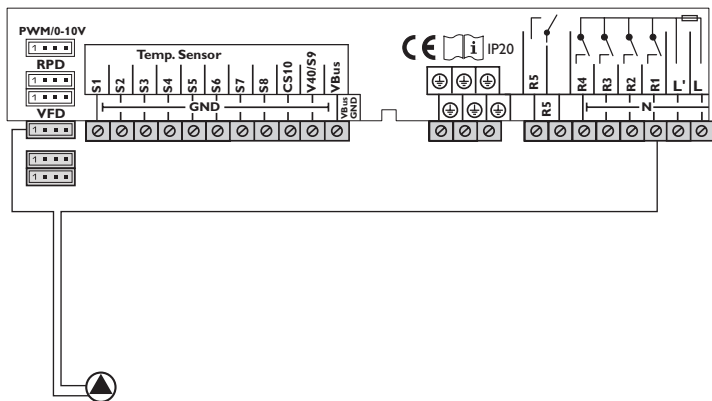 PWM/0-10V
1
RPD
1
1
VFD
1
1
1
Temp. Sensor
S1 S2 S3 S4 S5 S6 S7 S8 CS10 V40/S9 VBus
GND
VBus GND
CE i IP20
R5 R4 R3 R2 R1 L' L
R5
N